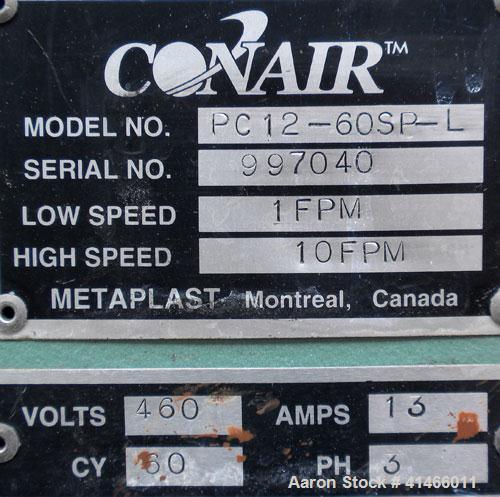 CONAIR™
MODEL NO. PC12-60SP-L
SERIAL NO. 997040
LOW SPEED 1FPM
HIGH SPEED 10FPM
METAPLAST Montreal, Canada
VOLTS 460 AMPS 13
CY 60 PH 3
Aaron Stock # 41466011